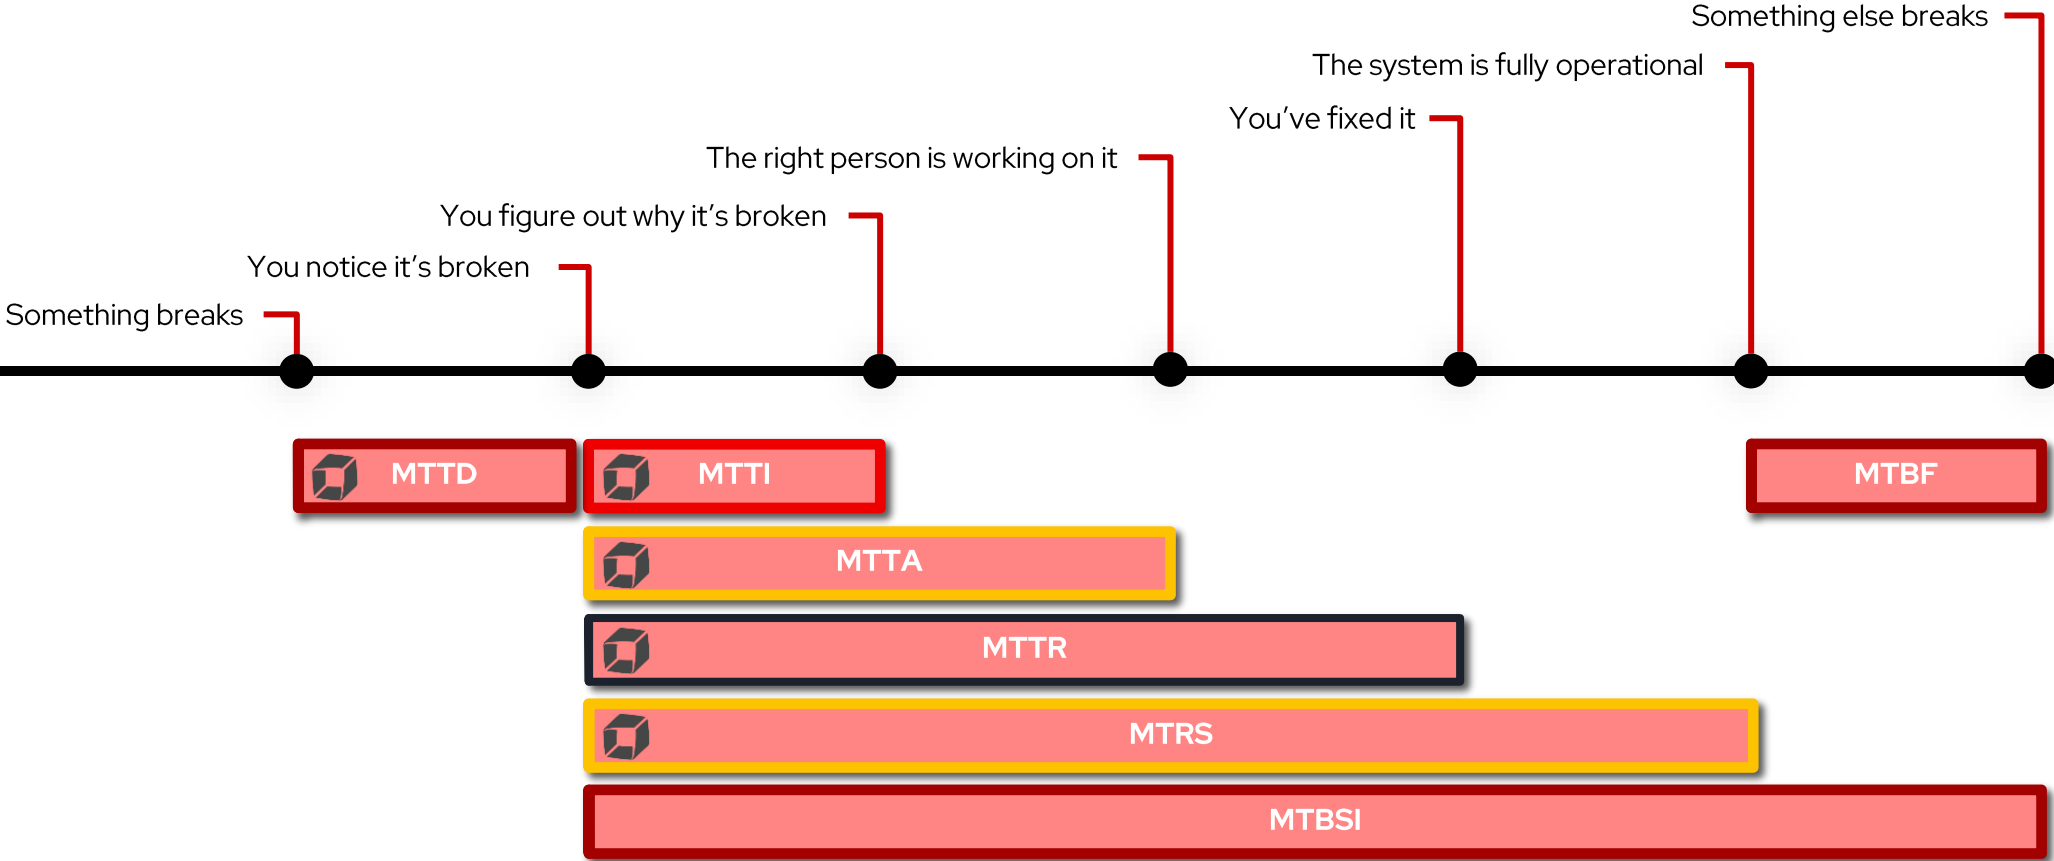 Something else breaks
The system is fully operational
You’ve fixed it
The right person is working on it
You figure out why it’s broken
You notice it’s broken
Something breaks
MTTD
MTTI
MTBF
MTTA
MTTR
MTRS
MTBSI